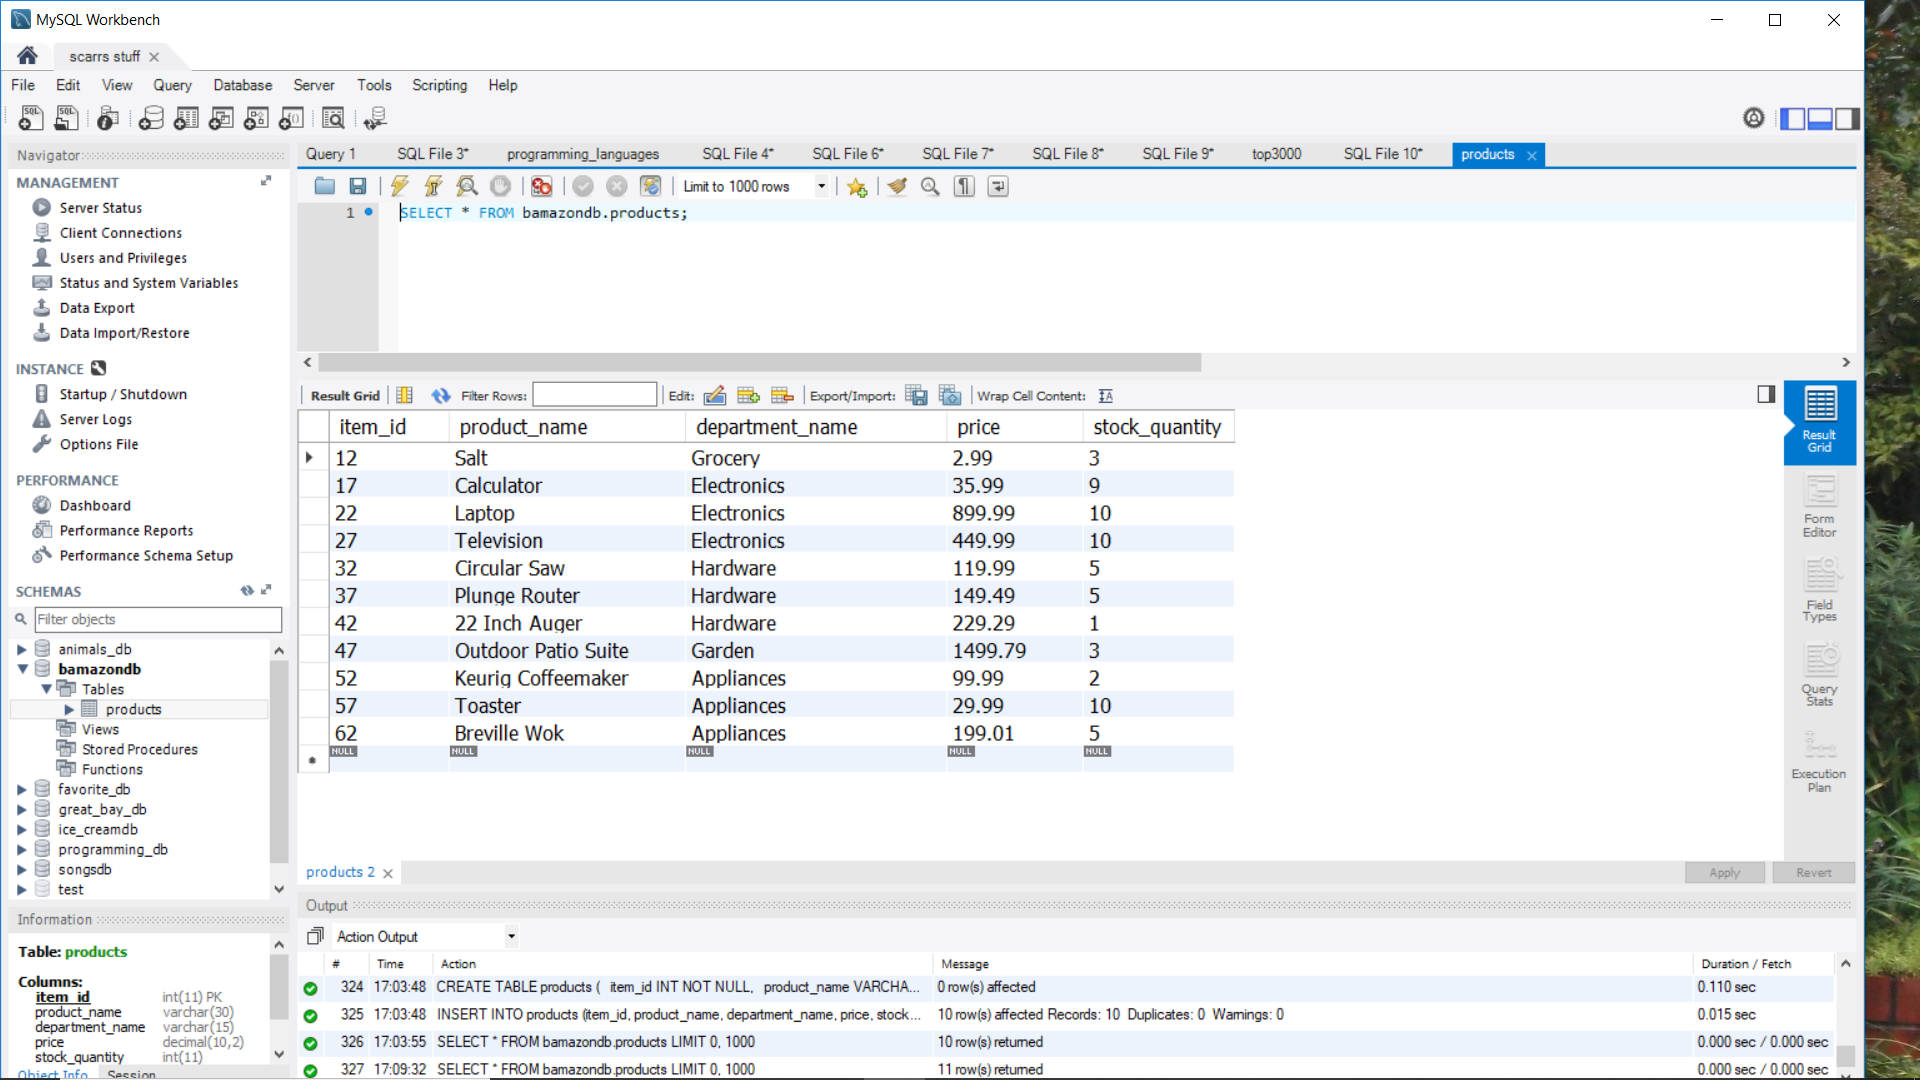 MySQL Workbench
scarrs stuff
File Edit View Query Database Server Tools Scripting Help
Navigator
MANAGEMENT
Server Status
Client Connections
Users and Privileges
Status and System Variables
Data Export
Data Import/Restore
INSTANCE
Startup / Shutdown
Server Logs
Options File
PERFORMANCE
Dashboard
Performance Reports
Performance Schema Setup
SCHEMAS
Filter objects
animals_db
bamazondb
Tables
products
Views
Stored Procedures
Functions
favorite_db
great_bay_db
ice_creamdb
programming_db
songsdb
test
Information
Table: products
Columns:
item_id int(11) PK
product_name varchar(30)
department_name varchar(15)
price decimal(10,2)
stock_quantity int(11)
Object Info Session
Query 1 SQL File 3* programming_languages SQL File 4* SQL File 6* SQL File 7* SQL File 8* SQL File 9* top3000 SQL File 10* products
Limit to 1000 rows
1 SELECT * FROM bamazondb.products;
Result Grid Filter Rows: Edit: Export/Import: Wrap Cell Content:
item_id product_name department_name price stock_quantity
12 Salt Grocery 2.99 3
17 Calculator Electronics 35.99 9
22 Laptop Electronics 899.99 10
27 Television Electronics 449.99 10
32 Circular Saw Hardware 119.99 5
37 Plunge Router Hardware 149.49 5
42 22 Inch Auger Hardware 229.29 1
47 Outdoor Patio Suite Garden 1499.79 3
52 Keurig Coffeemaker Appliances 99.99 2
57 Toaster Appliances 29.99 10
62 Breville Wok Appliances 199.01 5
NULL NULL NULL NULL NULL
Result
Grid
Form
Editor
Field
Types
Query
Stats
Execution
Plan
products 2
Apply Revert
Output
Action Output
# Time Action Message Duration / Fetch
324 17:03:48 CREATE TABLE products ( item_id INT NOT NULL, product_name VARCHA... 0 row(s) affected 0.110 sec
325 17:03:48 INSERT INTO products (item_id, product_name, department_name, price, stock... 10 row(s) affected Records: 10 Duplicates: 0 Warnings: 0 0.015 sec
326 17:03:55 SELECT * FROM bamazondb.products LIMIT 0, 1000 10 row(s) returned 0.000 sec / 0.000 sec
327 17:09:32 SELECT * FROM bamazondb.products LIMIT 0, 1000 11 row(s) returned 0.000 sec / 0.000 sec